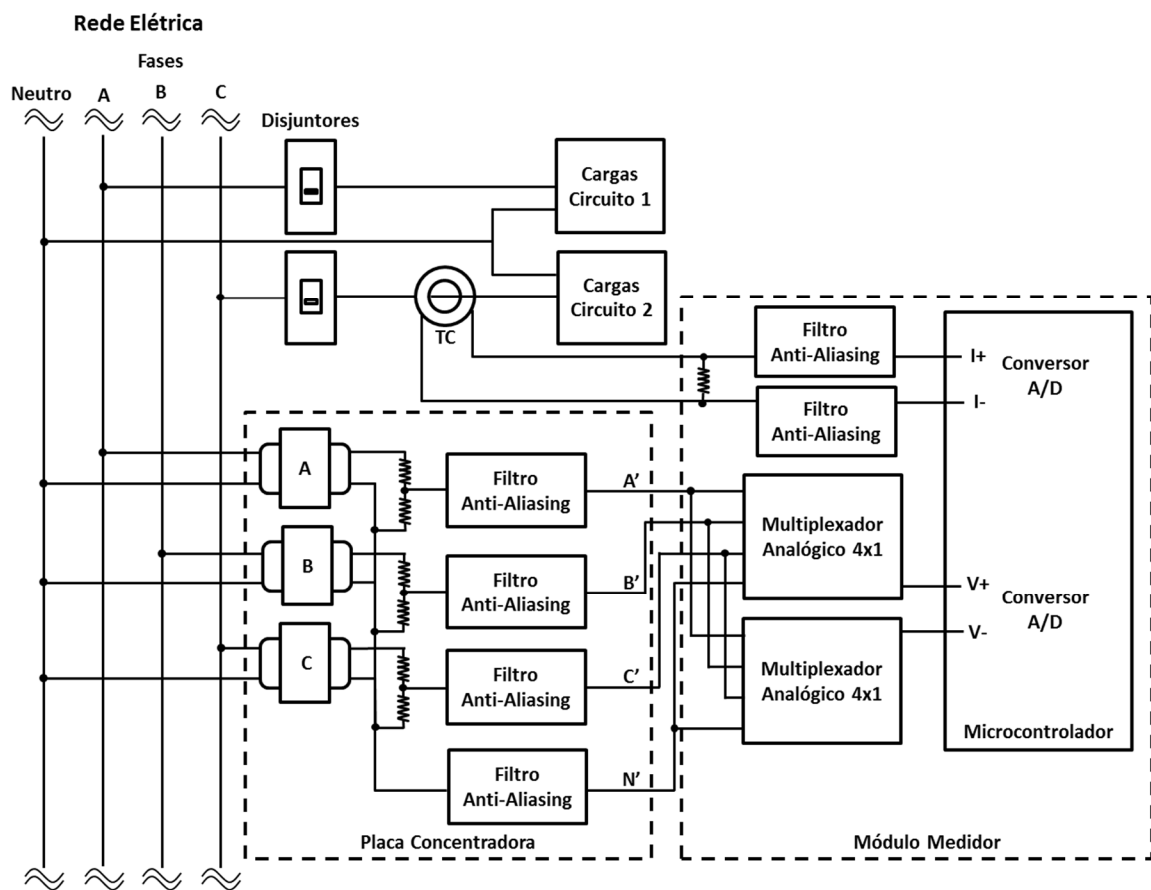 Rede Elétrica
Fases
Neutro A B C
Disjuntores
Cargas
Circuito 1
Cargas
Circuito 2
TC
Filtro
Anti-Aliasing
I+
Conversor
A/D
I-
Filtro
Anti-Aliasing
A
Filtro
Anti-Aliasing
A'
Multiplexador
Analógico 4x1
B
Filtro
Anti-Aliasing
B'
V+
Conversor
A/D
V-
C
Filtro
Anti-Aliasing
C'
Multiplexador
Analógico 4x1
Microcontrolador
Filtro
Anti-Aliasing
N'
Placa Concentradora
Módulo Medidor